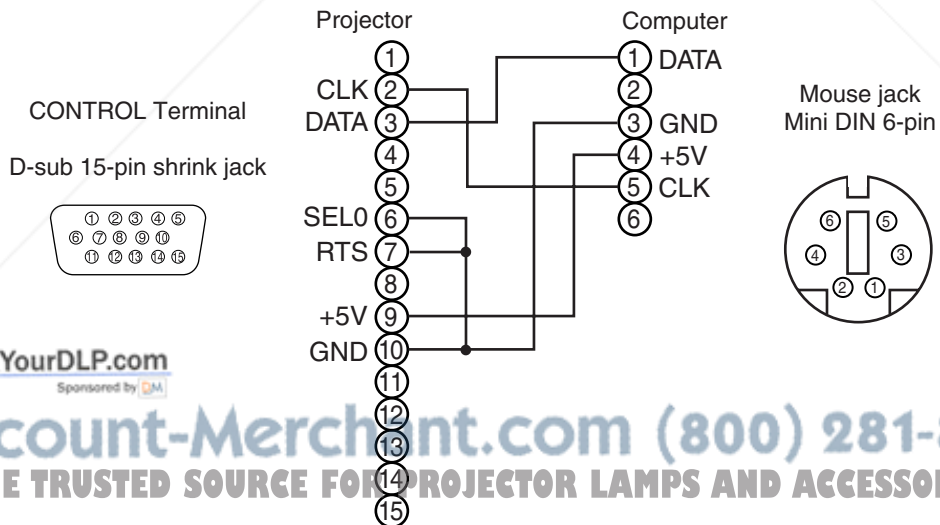 Projector
Computer
CONTROL Terminal
D-sub 15-pin shrink jack
1 2 3 4 5
6 7 8 9 10
11 12 13 14 15
1
CLK 2
DATA 3
4
5
SEL0 6
RTS 7
8
+5V 9
GND 10
11
12
13
14
15
1 DATA
2
3 GND
4 +5V
5 CLK
6
Mouse jack
Mini DIN 6-pin
6 5
4 3
2 1
YourDLP.com
Sponsored by DM
count-Merchant.com (800) 281-
E TRUSTED SOURCE FOR PROJECTOR LAMPS AND ACCESSO